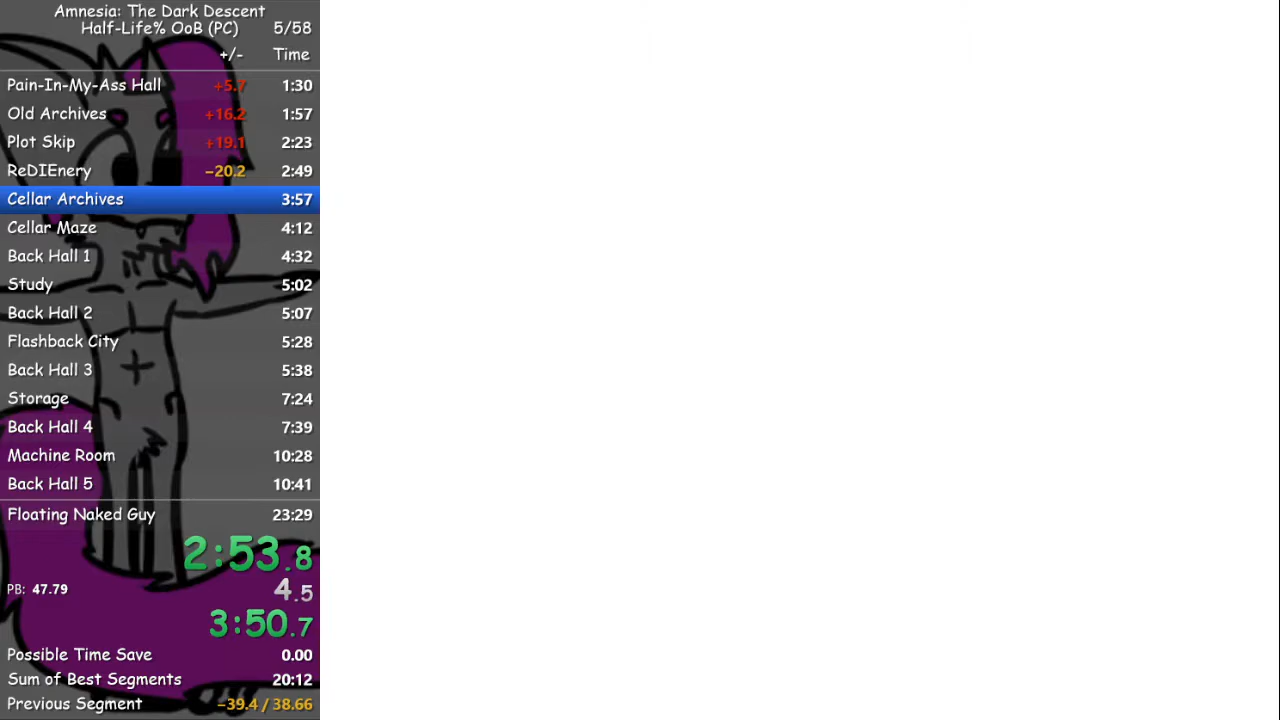 Amnesia: The Dark Descent
Half-Life% OoB (PC) 5/58
+/- Time
Pain-In-My-Ass Hall +5.7 1:30
Old Archives +16.2 1:57
Plot Skip +19.1 2:23
ReDIEnery −20.2 2:49
Cellar Archives 3:57
Cellar Maze 4:12
Back Hall 1 4:32
Study 5:02
Back Hall 2 5:07
Flashback City 5:28
Back Hall 3 5:38
Storage 7:24
Back Hall 4 7:39
Machine Room 10:28
Back Hall 5 10:41
Floating Naked Guy 23:29
2:53.8
PB: 47.79 4.5
3:50.7
Possible Time Save 0.00
Sum of Best Segments 20:12
Previous Segment −39.4 / 38.66